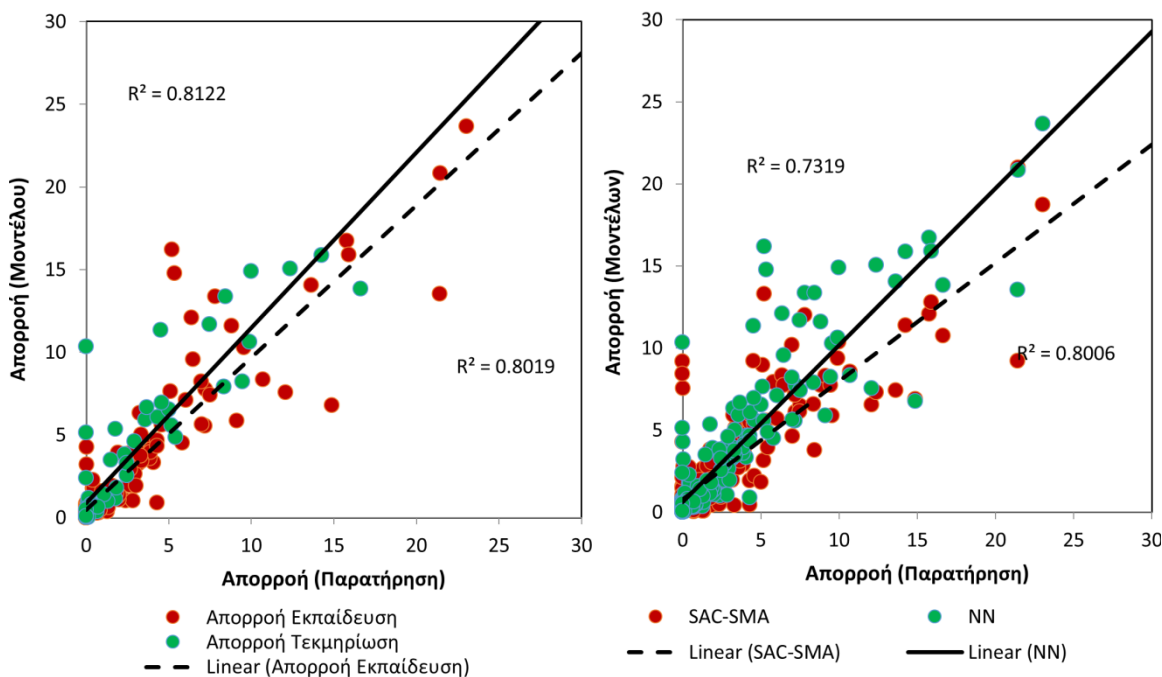 30
25
20
15
10
5
0
Απορροή (Μοντέλου)
R² = 0.8122
R² = 0.8019
0 5 10 15 20 25 30
Απορροή (Παρατήρηση)
Απορροή Εκπαίδευση
Απορροή Τεκμηρίωση
Linear (Απορροή Εκπαίδευση)
30
25
20
15
10
5
0
Απορροή (Μοντέλων)
R² = 0.7319
R² = 0.8006
0 5 10 15 20 25 30
Απορροή (Παρατήρηση)
SAC-SMA NN
Linear (SAC-SMA) Linear (NN)